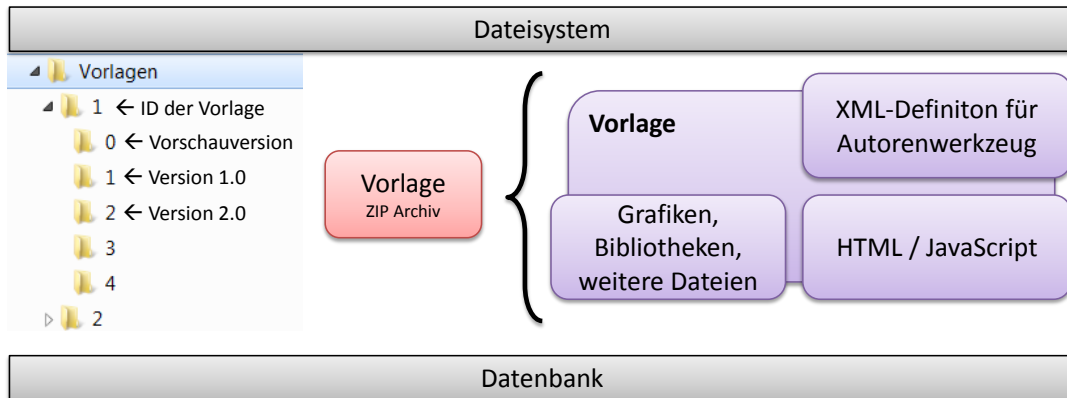 Dateisystem
Vorlagen
1 ← ID der Vorlage
0 ← Vorschauversion
1 ← Version 1.0
2 ← Version 2.0
3
4
2
Vorlage
ZIP Archiv
Vorlage
XML-Definiton für
Autorenwerkzeug
Grafiken,
Bibliotheken,
weitere Dateien
HTML / JavaScript
Datenbank